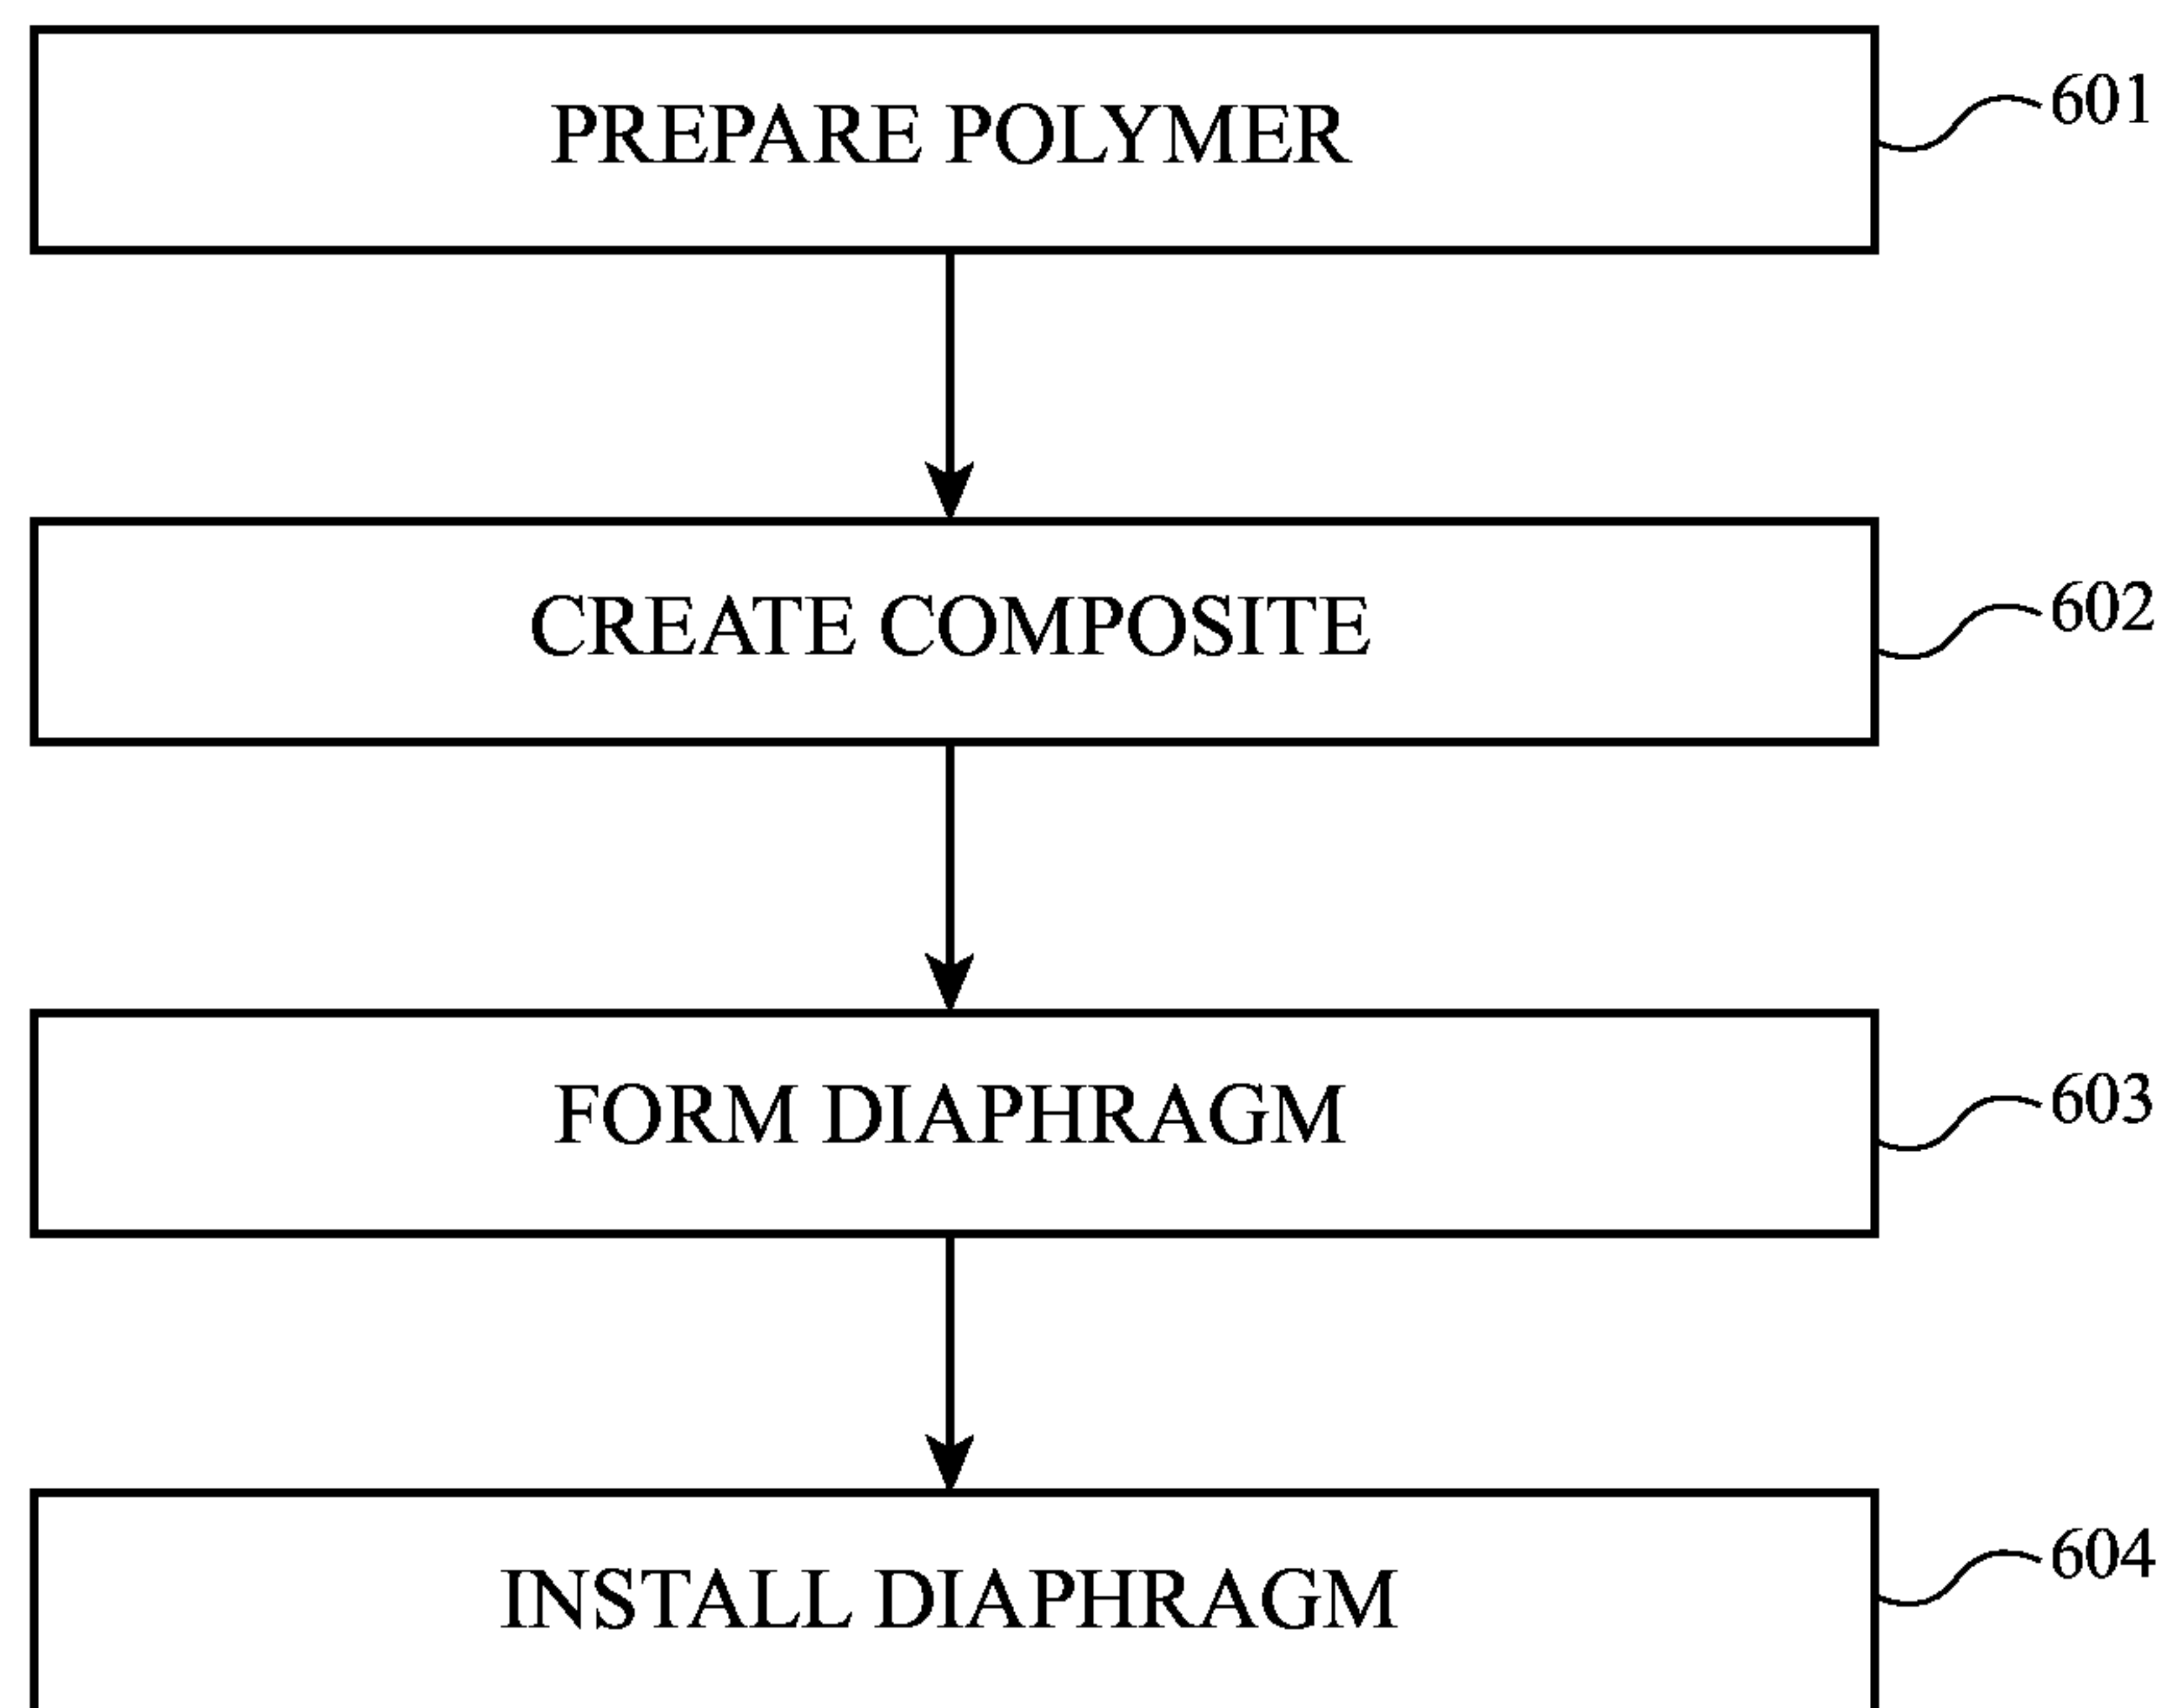 PREPARE POLYMER
601
CREATE COMPOSITE
602
FORM DIAPHRAGM
603
INSTALL DIAPHRAGM
604